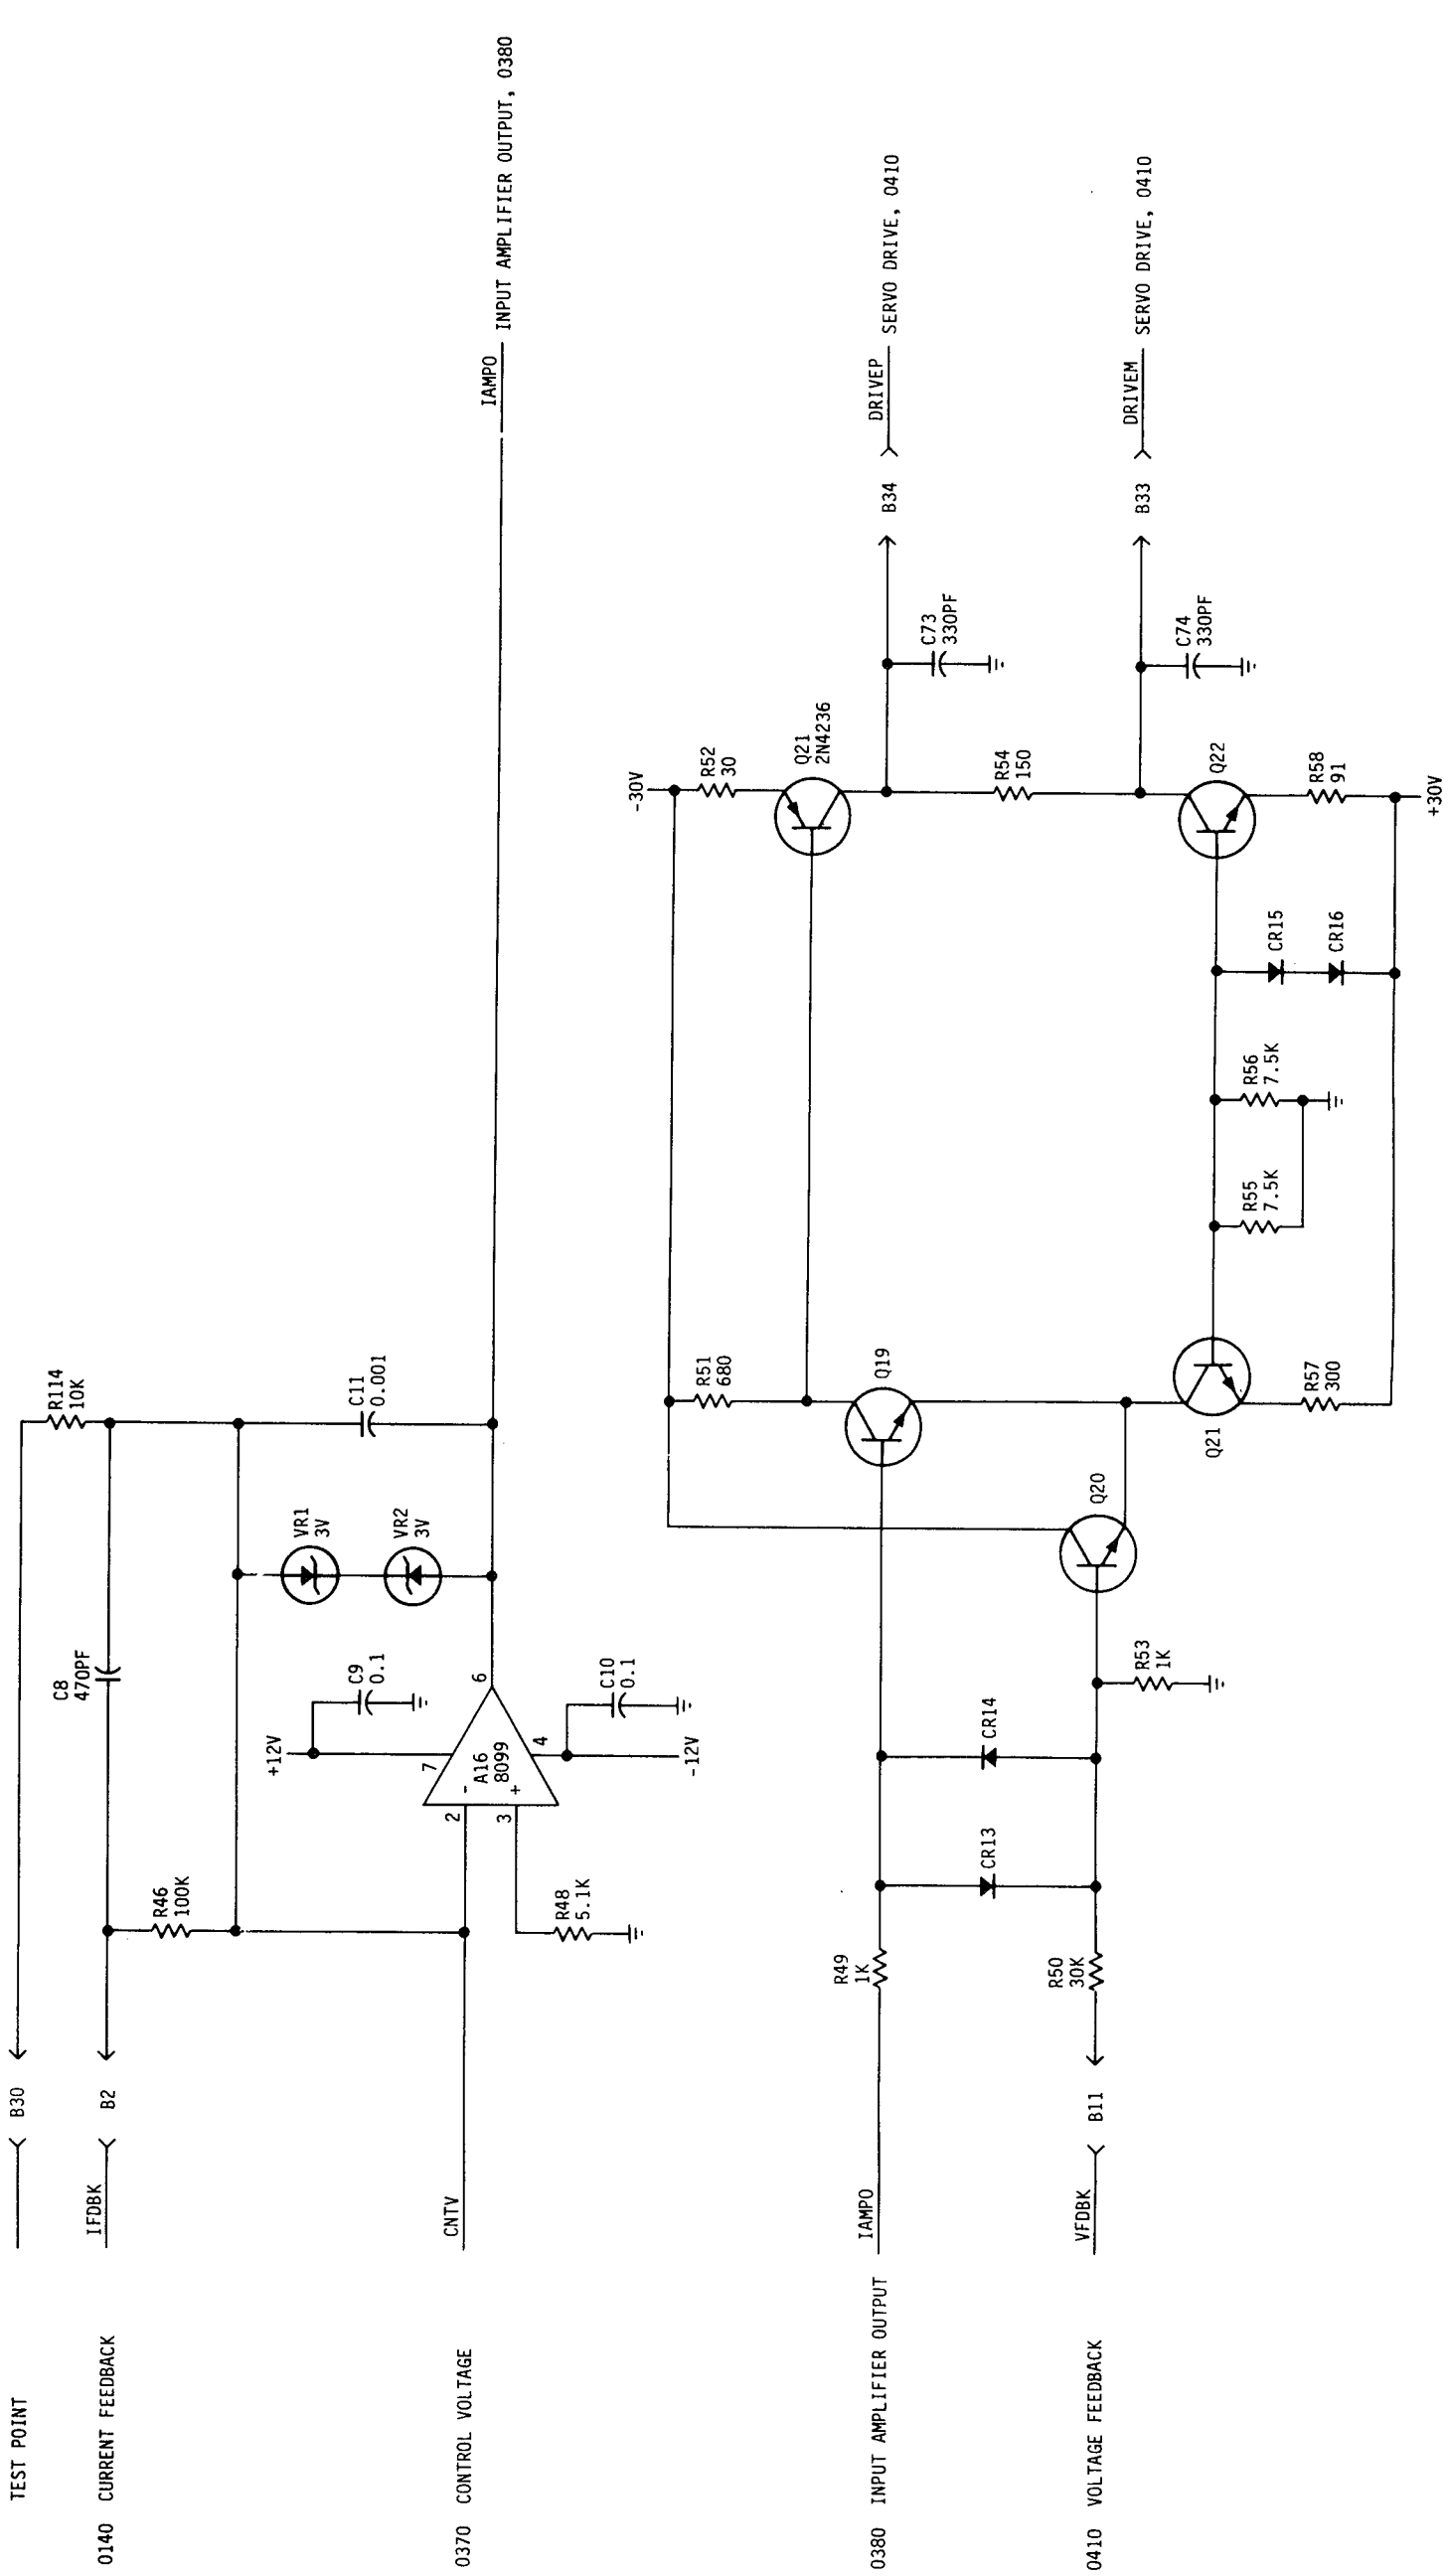 TEST POINT
B30
R114
10K
0140 CURRENT FEEDBACK
IFDBK
B2
C8
470PF
R46
100K
VR1
3V
VR2
3V
C11
0.001
+12V
C9
0.1
0370 CONTROL VOLTAGE
CNTV
2
-
7
A16
8099
3
+
4
6
C10
0.1
-12V
R48
5.1K
IAMPO
INPUT AMPLIFIER OUTPUT, 0380
-30V
R51
680
R52
30
Q21
2N4236
0380 INPUT AMPLIFIER OUTPUT
IAMPO
R49
1K
Q19
C73
330PF
B34
DRIVEP
SERVO DRIVE, 0410
CR13
CR14
R54
150
0410 VOLTAGE FEEDBACK
VFDBK
B11
R50
30K
R53
1K
Q20
B33
DRIVEM
SERVO DRIVE, 0410
C74
330PF
Q21
Q22
R55
7.5K
R56
7.5K
CR15
CR16
R57
300
R58
91
+30V